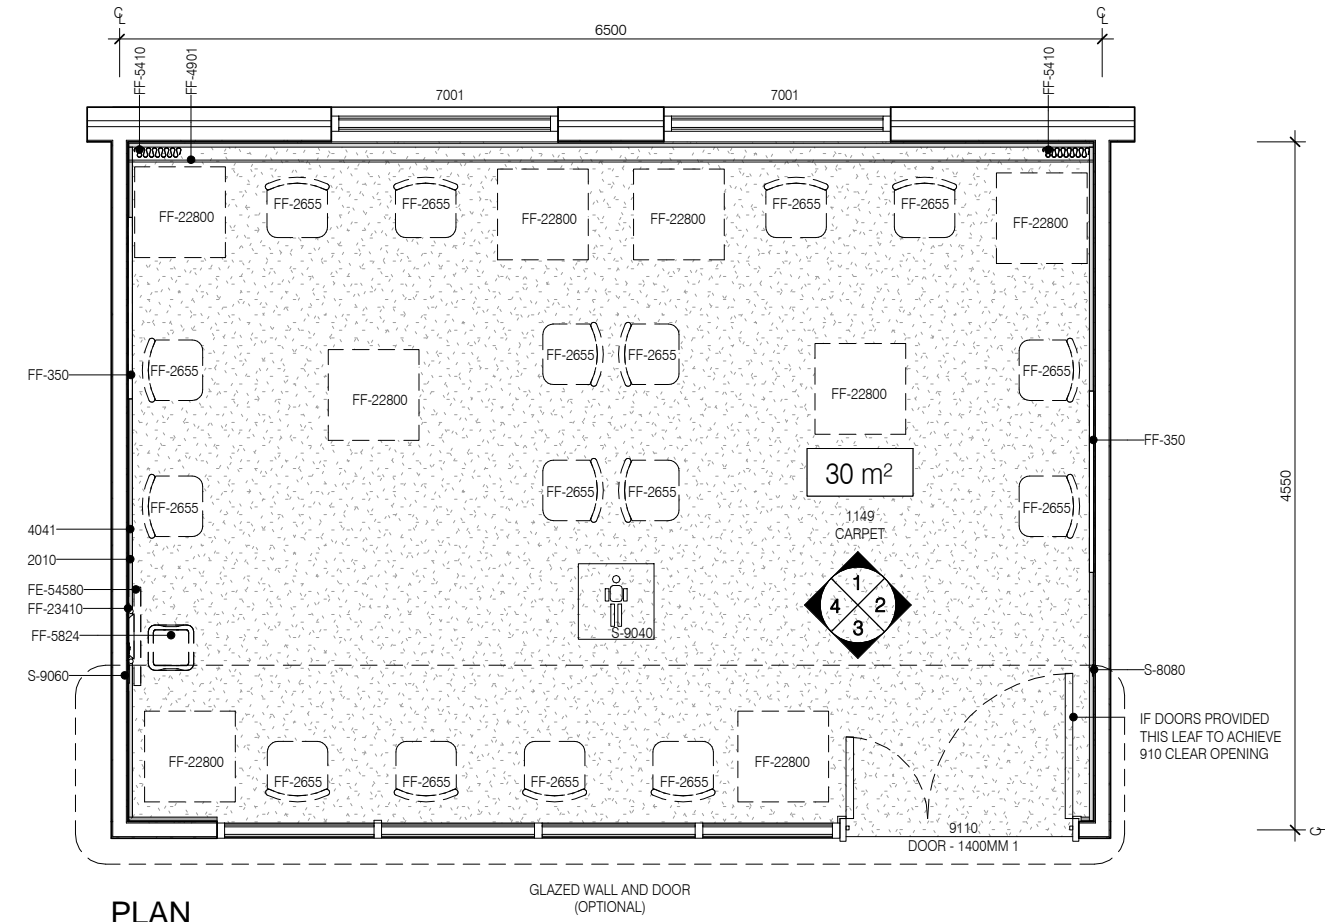 ℄ ℄
6500
FF-5410
FF-4901
FF-5410
7001 7001
FF-2655 FF-2655 FF-2655 FF-2655
FF-22800 FF-22800 FF-22800 FF-22800
FF-2655 FF-2655
FF-350 FF-2655 FF-2655
FF-22800 FF-22800
FF-350
30 m²
4550
FF-2655 FF-2655
FF-2655 FF-2655
1149
CARPET
4041
2010
FE-54580
FF-23410
FF-5824
1
4 2
3
S-9040
S-9060 S-8080
IF DOORS PROVIDED
THIS LEAF TO ACHIEVE
910 CLEAR OPENING
FF-22800 FF-22800
FF-2655 FF-2655 FF-2655 FF-2655
9110
℄
DOOR - 1400MM 1
GLAZED WALL AND DOOR
(OPTIONAL)
PLAN